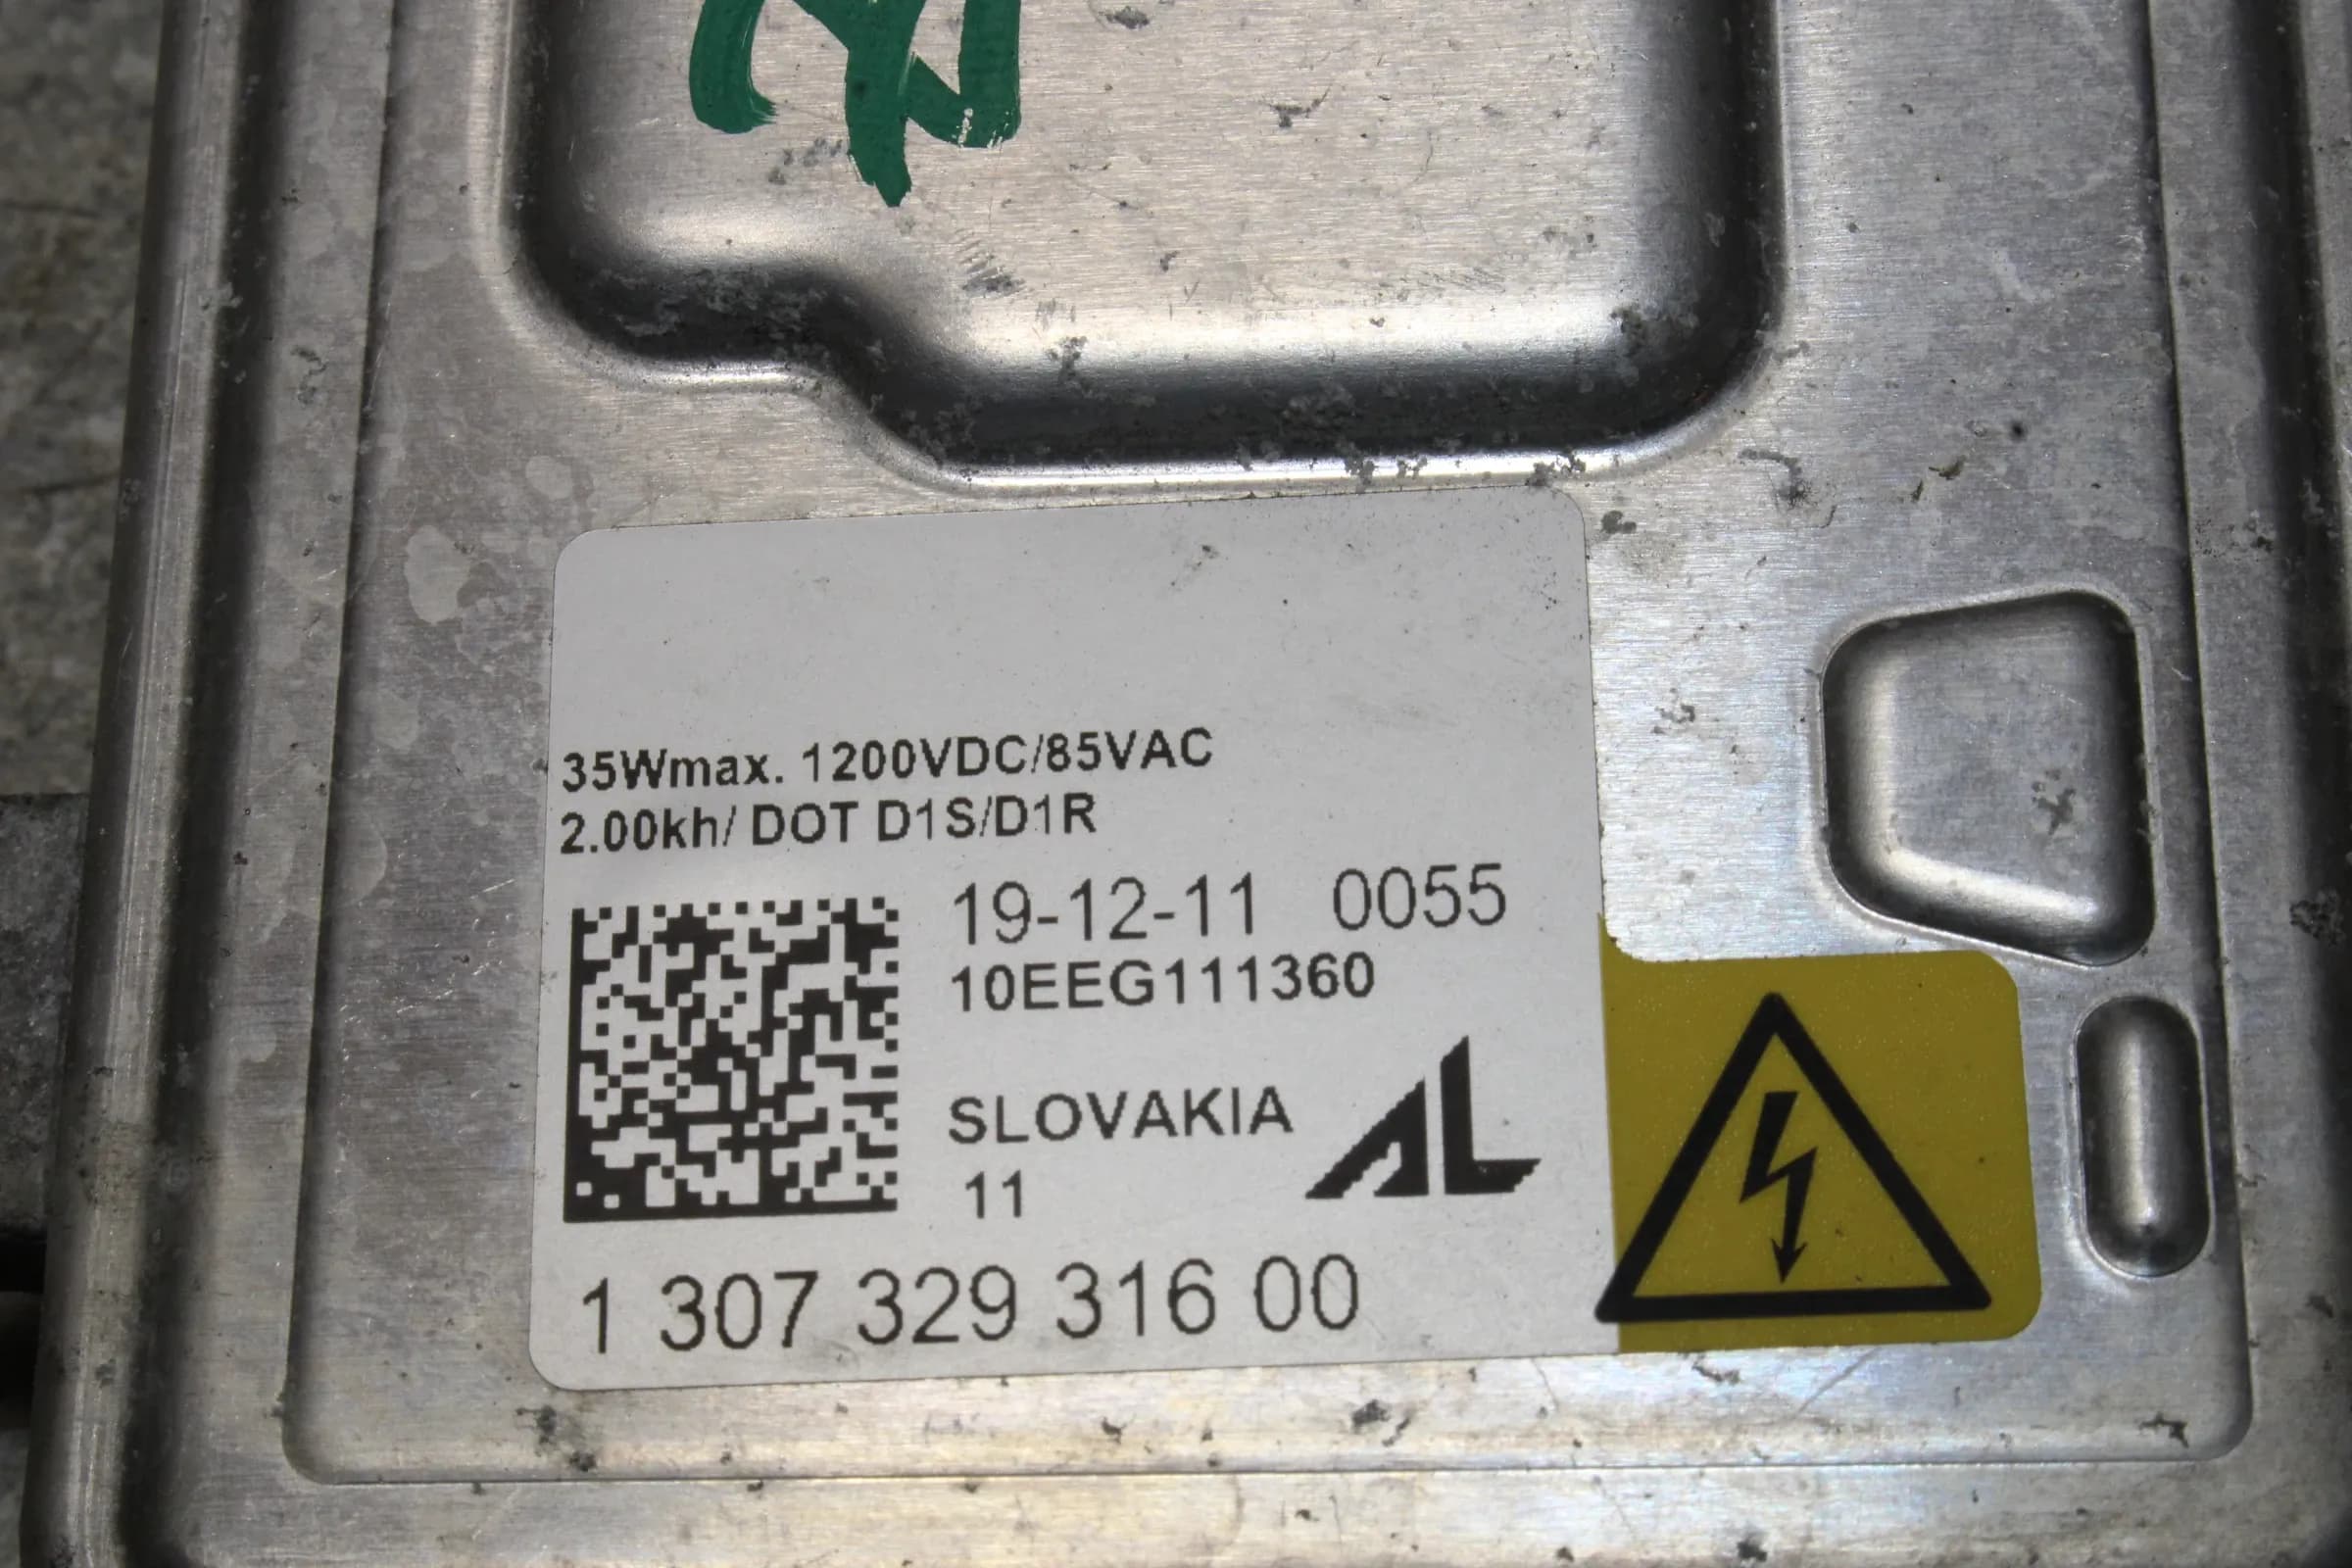 35Wmax. 1200VDC/85VAC
2.00kh/ DOT D1S/D1R
19-12-11 0055
10EEG111360
SLOVAKIA AL
11
1 307 329 316 00